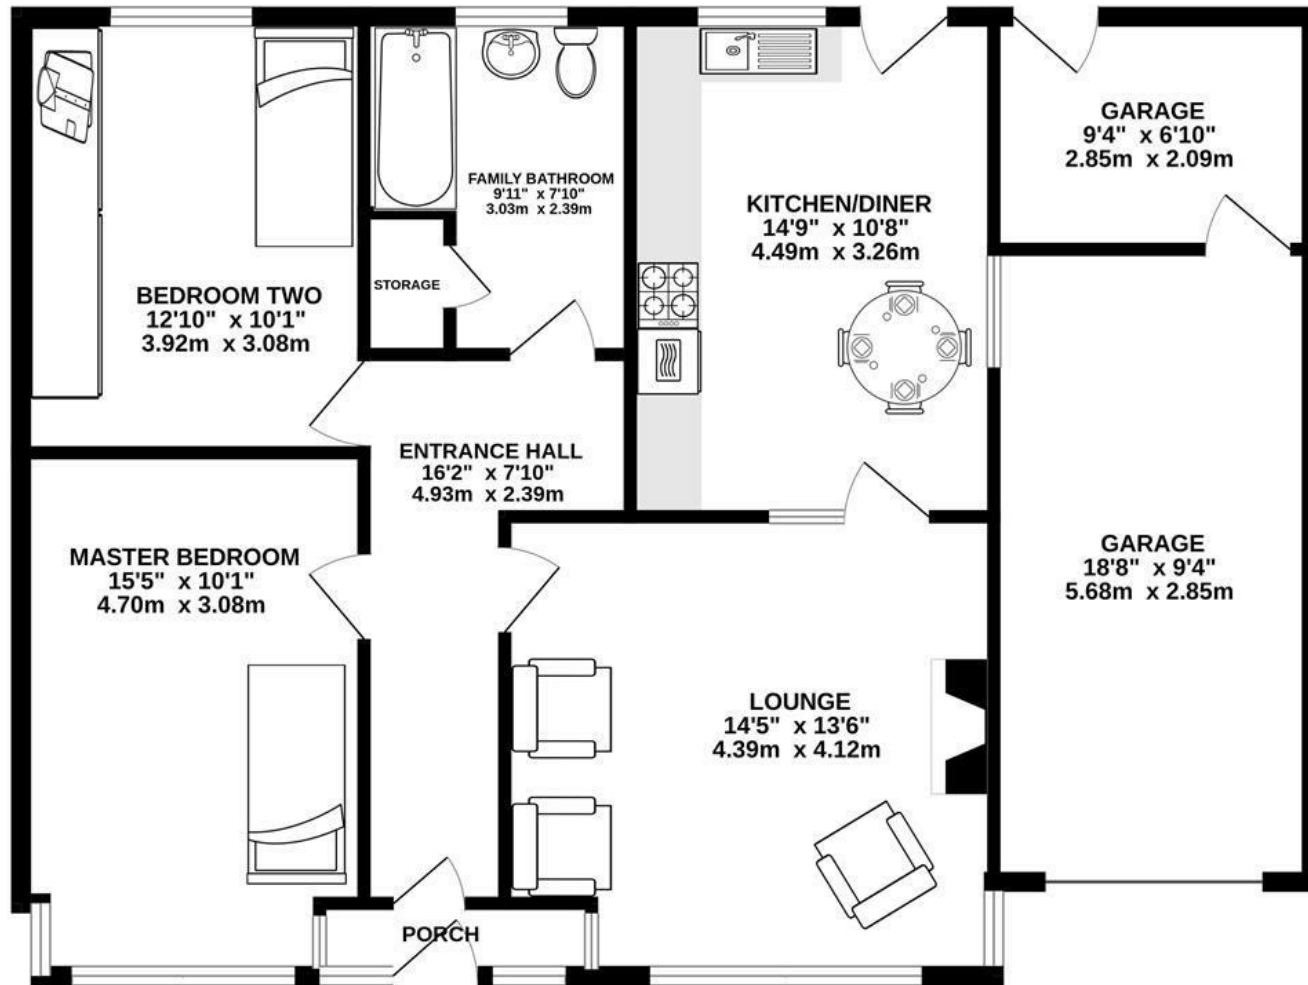 GARAGE
9'4" x 6'10"
2.85m x 2.09m
FAMILY BATHROOM
9'11" x 7'10"
3.03m x 2.39m
KITCHEN/DINER
14'9" x 10'8"
4.49m x 3.26m
STORAGE
BEDROOM TWO
12'10" x 10'1"
3.92m x 3.08m
ENTRANCE HALL
16'2" x 7'10"
4.93m x 2.39m
MASTER BEDROOM
15'5" x 10'1"
4.70m x 3.08m
GARAGE
18'8" x 9'4"
5.68m x 2.85m
LOUNGE
14'5" x 13'6"
4.39m x 4.12m
PORCH